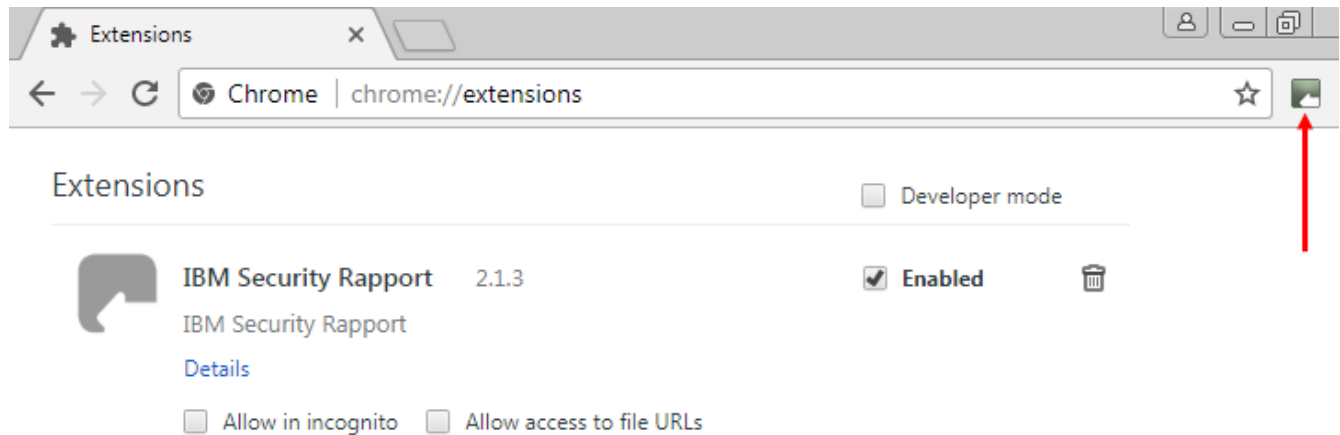 Extensions
Chrome | chrome://extensions
Extensions
Developer mode
IBM Security Rapport 2.1.3
Enabled
IBM Security Rapport
Details
Allow in incognito
Allow access to file URLs